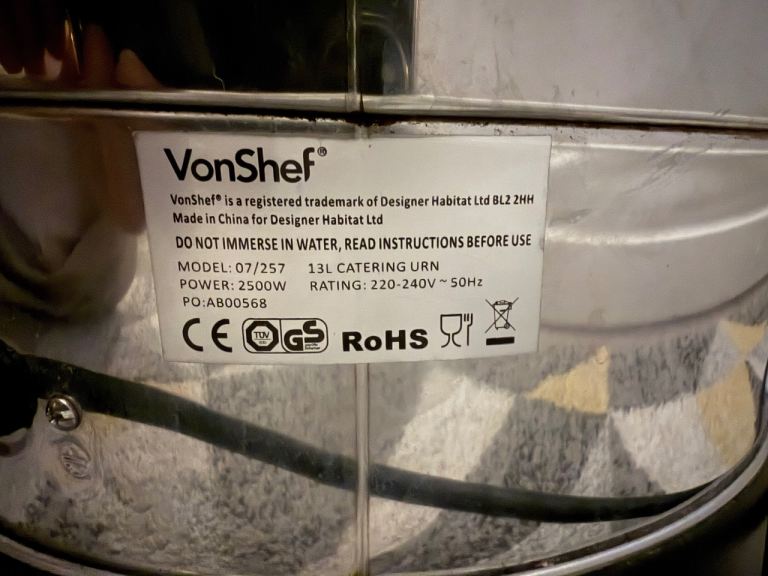 VonShef®
VonShef® is a registered trademark of Designer Habitat Ltd BL2 2HH
Made in China for Designer Habitat Ltd
DO NOT IMMERSE IN WATER, READ INSTRUCTIONS BEFORE USE
MODEL: 07/257 13L CATERING URN
POWER: 2500W RATING: 220-240V ~ 50Hz
PO:AB00568
CE TÜV GS RoHS